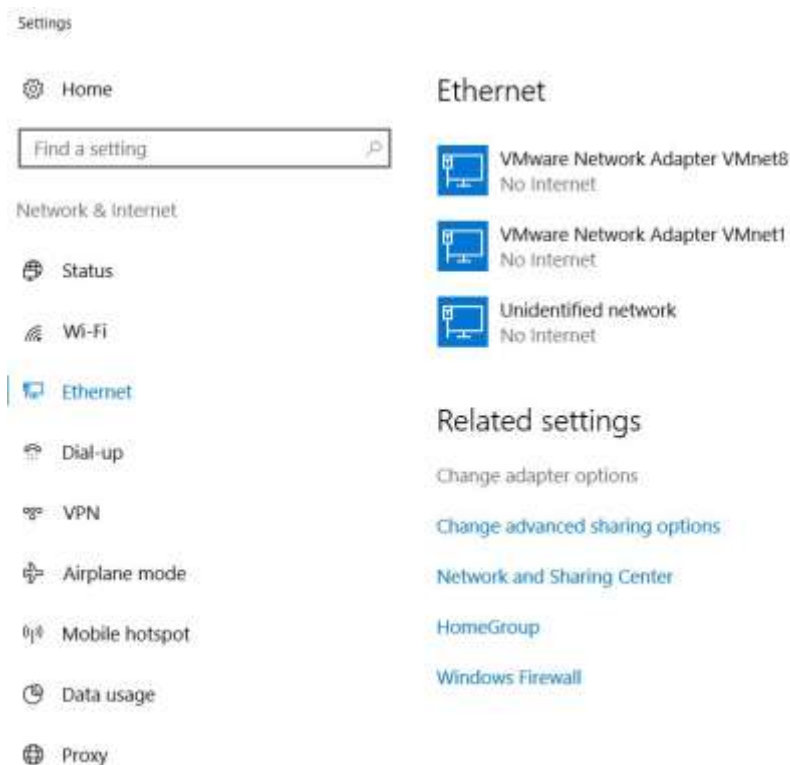 Settings
Home
Find a setting
Network & Internet
Status
Wi-Fi
Ethernet
Dial-up
VPN
Airplane mode
Mobile hotspot
Data usage
Proxy
Ethernet
VMware Network Adapter VMnet8
No Internet
VMware Network Adapter VMnet1
No Internet
Unidentified network
No Internet
Related settings
Change adapter options
Change advanced sharing options
Network and Sharing Center
HomeGroup
Windows Firewall